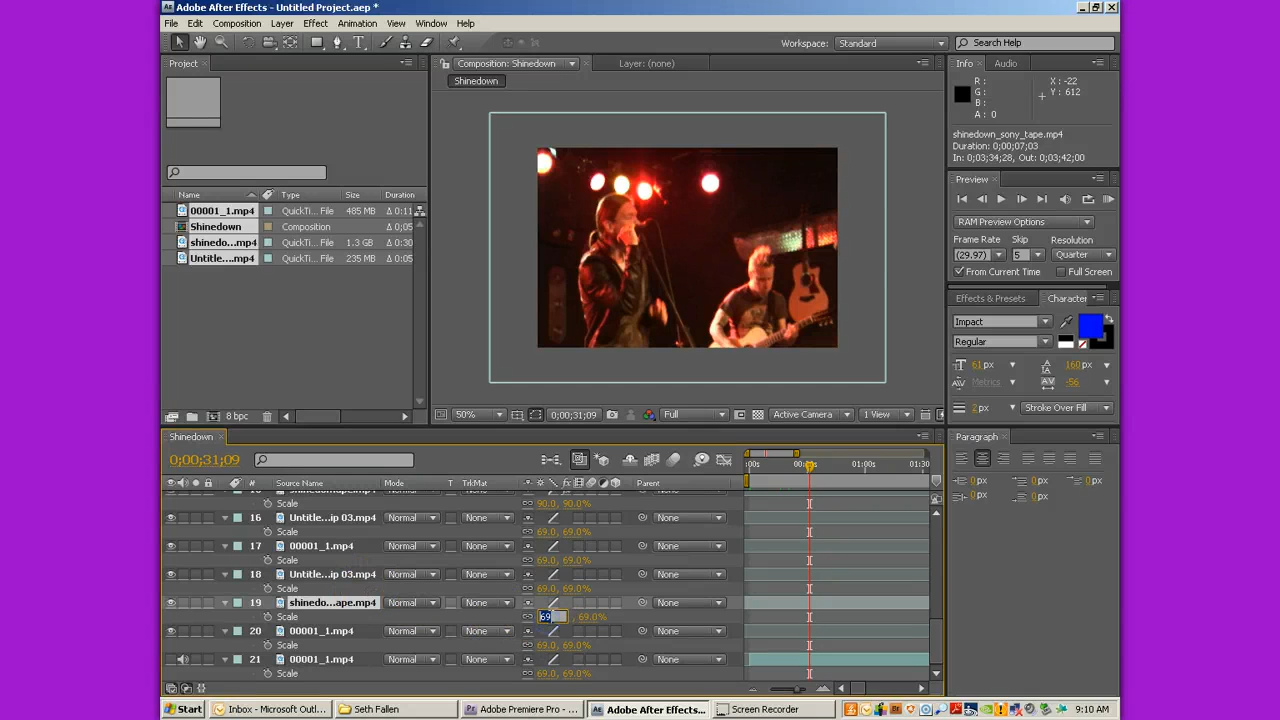 Adobe After Effects - Untitled Project.aep *
File Edit Composition Layer Effect Animation View Window Help
Workspace: Standard Search Help
Project
Composition: Shinedown Layer: (none)
Shinedown
Info Audio
R :
G :
B :
A : 0
X : -22
Y : 612
shinedown_sony_tape.mp4
Duration: 0;00;07;03
In: 0;03;34;28, Out: 0;03;42;00
Name Type Size Duration
00001_1.mp4 QuickTi... File 485 MB Δ 0:11
Shinedown Composition Δ 0;05
shinedo...mp4 QuickTi... File 1.3 GB Δ 0:30
Untitle....mp4 QuickTi... File 235 MB Δ 0:05
Preview
RAM Preview Options
Frame Rate Skip Resolution
(29.97) 5 Quarter
From Current Time Full Screen
Effects & Presets Character
Impact
Regular
61 px 160 px
Metrics -56
2 px Stroke Over Fill
8 bpc
50% 0;00;31;09 Full Active Camera 1 View
Shinedown
0;00;31;09
Paragraph
0 px 0 px 0 px
0 px 0 px
# Source Name Mode T TrkMat Parent
:00s 01:00s 01:30
Scale 90.0, 90.0%
16 Untitle...ip 03.mp4 Normal None None
Scale 69.0, 69.0%
17 00001_1.mp4 Normal None None
Scale 69.0, 69.0%
18 Untitle...ip 03.mp4 Normal None None
Scale 69.0, 69.0%
19 shinedo...ape.mp4 Normal None None
Scale 69 , 69.0%
20 00001_1.mp4 Normal None None
Scale 69.0, 69.0%
21 00001_1.mp4 Normal None None
Scale 69.0, 69.0%
Start Inbox - Microsoft Outl... Seth Fallen Adobe Premiere Pro - ... Adobe After Effects... Screen Recorder 9:10 AM